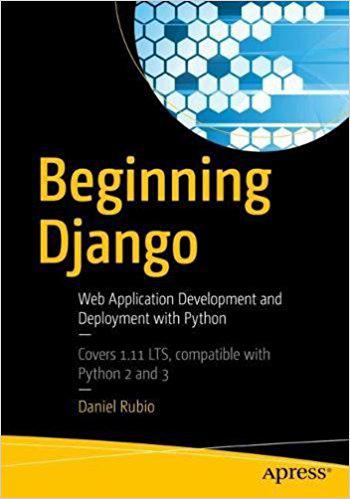 Beginning
Django
Web Application Development and
Deployment with Python
—
Covers 1.11 LTS, compatible with
Python 2 and 3
—
Daniel Rubio
Apress®